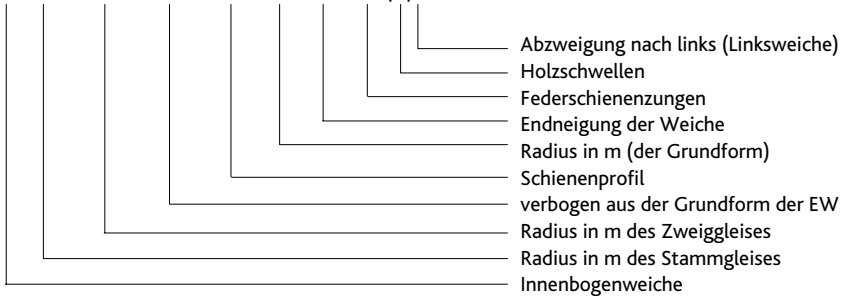 Abzweigung nach links (Linksweiche)
Holzschwellen
Federschienenzungen
Endneigung der Weiche
Radius in m (der Grundform)
Schienenprofil
verbogen aus der Grundform der EW
Radius in m des Zweiggleises
Radius in m des Stammgleises
Innenbogenweiche